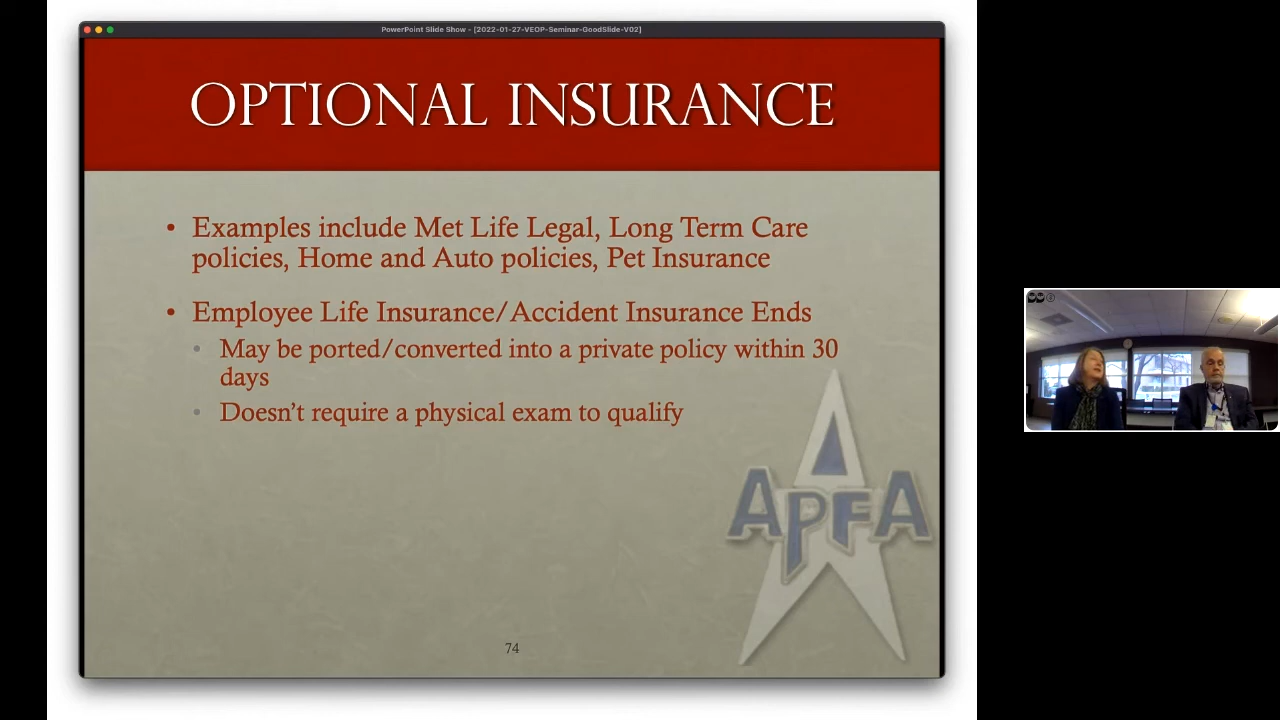 PowerPoint Slide Show - [2022-01-27-VEOP-Seminar-GoodSlide-V02]
OPTIONAL INSURANCE
• Examples include Met Life Legal, Long Term Care
policies, Home and Auto policies, Pet Insurance
• Employee Life Insurance/Accident Insurance Ends
• May be ported/converted into a private policy within 30
days
• Doesn't require a physical exam to qualify
APFA
74